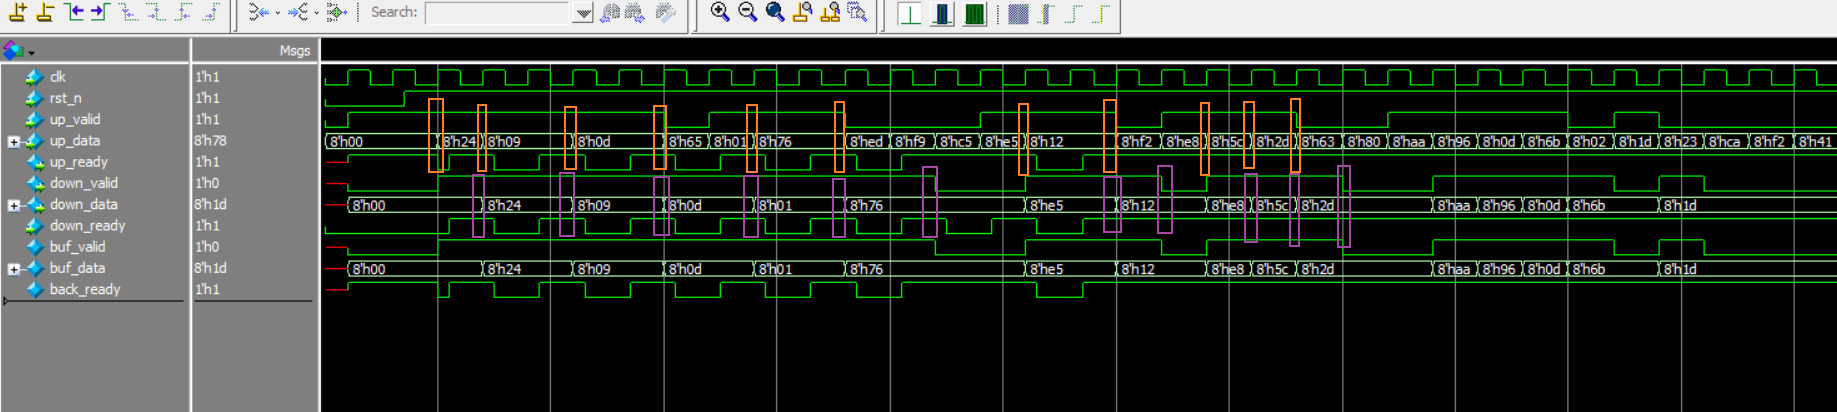 Search:
Msgs
clk 1'h1
rst_n 1'h1
up_valid 1'h1
up_data 8'h78 8'h00 8'h24 8'h09 8'h0d 8'h65 8'h01 8'h76 8'hed 8'hf9 8'hc5 8'he5 8'h12 8'hf2 8'he8 8'h5c 8'h2d 8'h63 8'h80 8'haa 8'h96 8'h0d 8'h6b 8'h02 8'h1d 8'h23 8'hca 8'hf2 8'h41
up_ready 1'h1
down_valid 1'h0
down_data 8'h1d 8'h00 8'h24 8'h09 8'h0d 8'h01 8'h76 8'he5 8'h12 8'he8 8'h5c 8'h2d 8'haa 8'h96 8'h0d 8'h6b 8'h1d
down_ready 1'h1
buf_valid 1'h0
buf_data 8'h1d 8'h00 8'h24 8'h09 8'h0d 8'h01 8'h76 8'he5 8'h12 8'he8 8'h5c 8'h2d 8'haa 8'h96 8'h0d 8'h6b 8'h1d
back_ready 1'h1